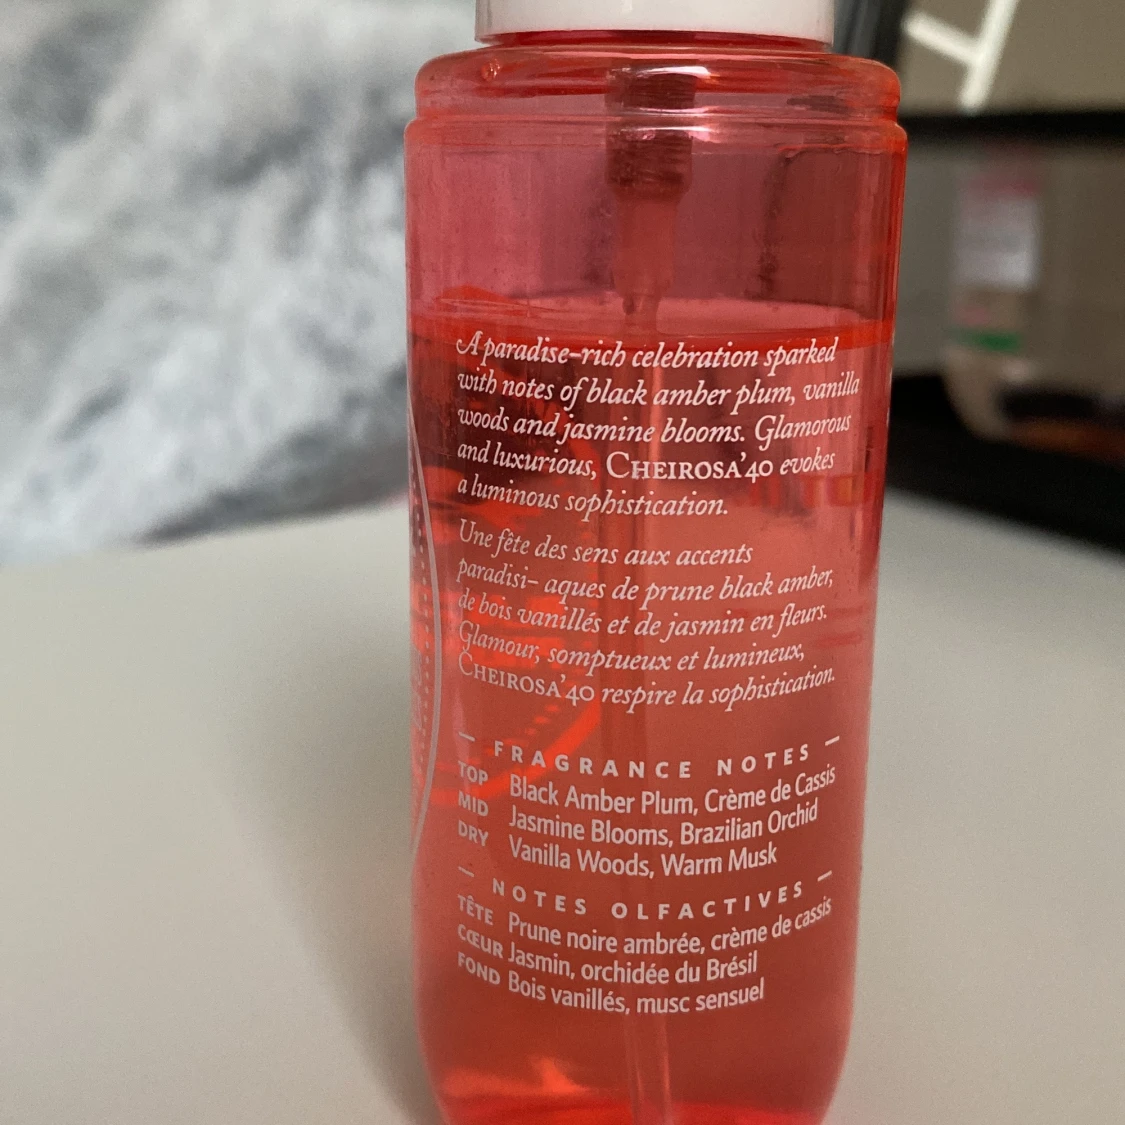 A paradise-rich celebration sparked
with notes of black amber plum, vanilla
woods and jasmine blooms. Glamorous
and luxurious, CHEIROSA'40 evokes
a luminous sophistication.
Une fête des sens aux accents
paradisi- aques de prune black amber,
de bois vanillés et de jasmin en fleurs.
Glamour, somptueux et lumineux,
CHEIROSA'40 respire la sophistication.
— FRAGRANCE NOTES —
TOP Black Amber Plum, Crème de Cassis
MID Jasmine Blooms, Brazilian Orchid
DRY Vanilla Woods, Warm Musk
— NOTES OLFACTIVES —
TÊTE Prune noire ambrée, crème de cassis
CŒUR Jasmin, orchidée du Brésil
FOND Bois vanillés, musc sensuel